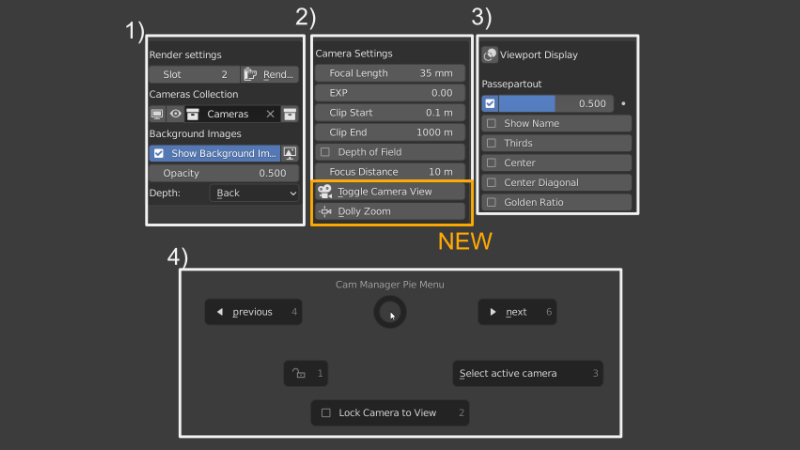 1)
Render settings
Slot 2 Rend...
Cameras Collection
Cameras
Background Images
Show Background Im...
Opacity 0.500
Depth: Back
2)
Camera Settings
Focal Length 35 mm
EXP 0.00
Clip Start 0.1 m
Clip End 1000 m
Depth of Field
Focus Distance 10 m
Toggle Camera View
Dolly Zoom
NEW
3)
Viewport Display
Passepartout
0.500
Show Name
Thirds
Center
Center Diagonal
Golden Ratio
4)
Cam Manager Pie Menu
previous 4
next 6
1
Select active camera 3
Lock Camera to View 2